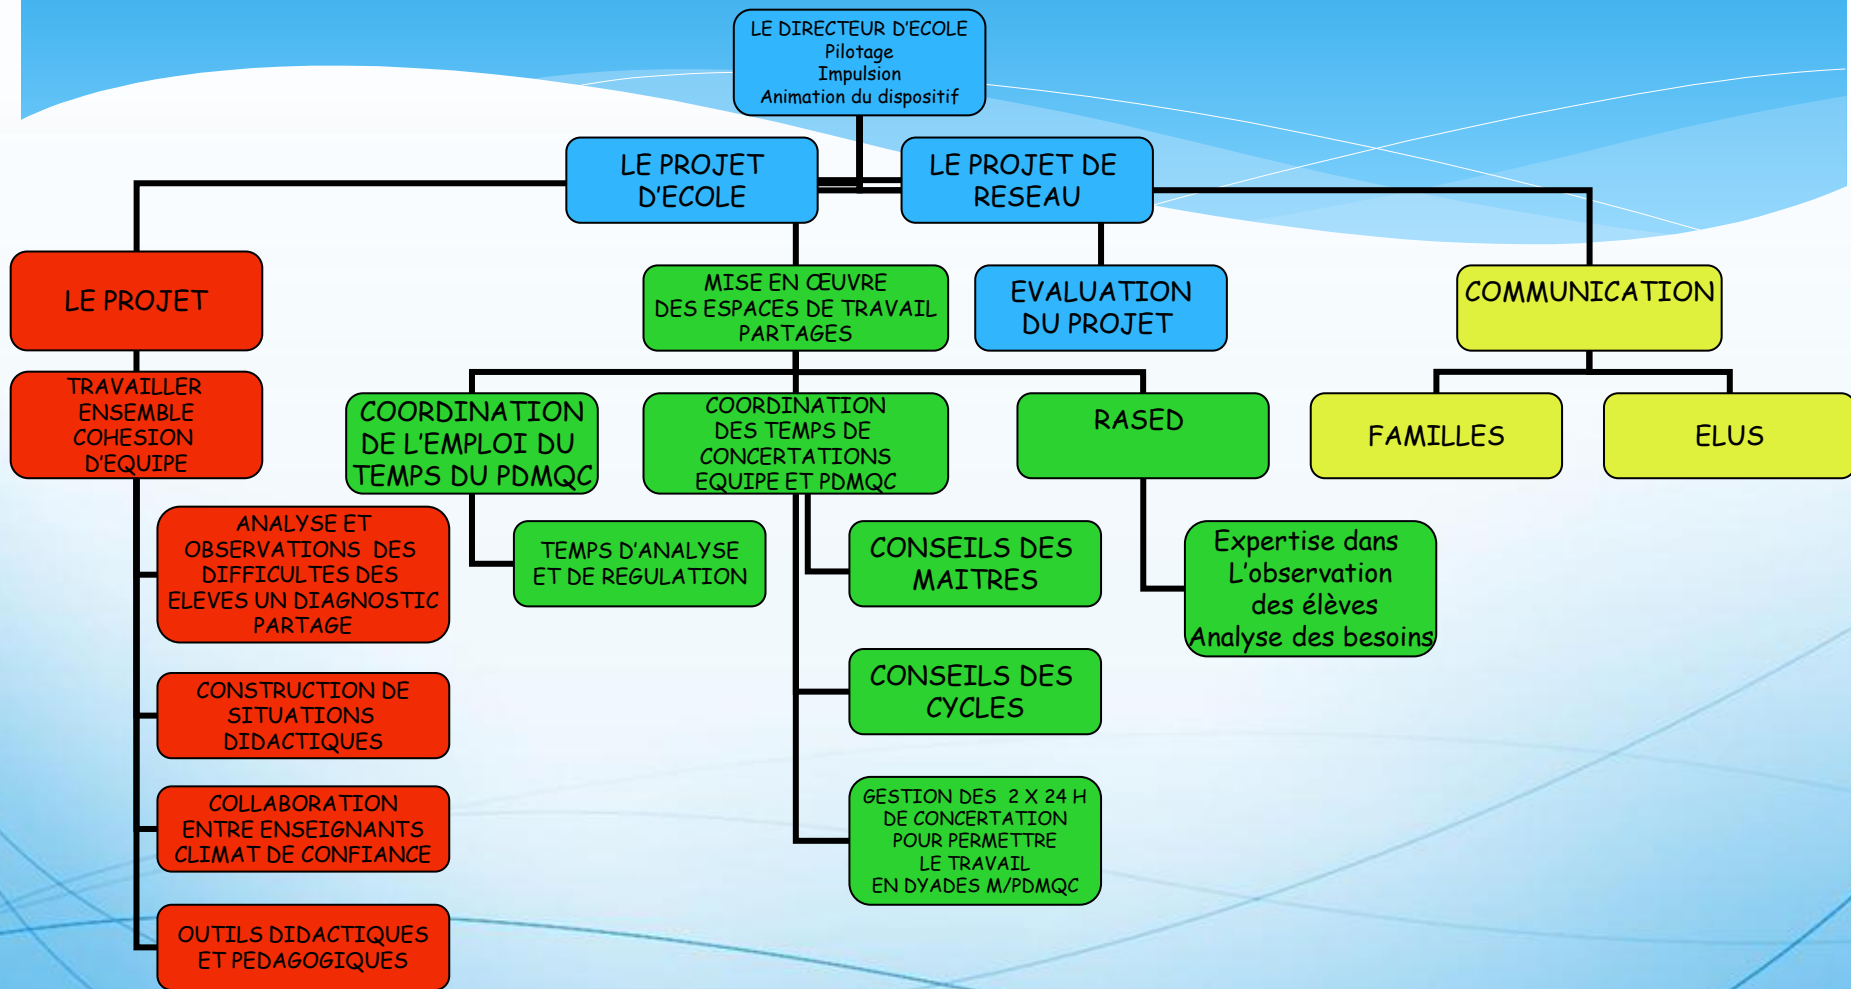 LE DIRECTEUR D'ECOLE
Pilotage
Impulsion
Animation du dispositif
LE PROJET
D'ECOLE
LE PROJET DE
RESEAU
LE PROJET
MISE EN ŒUVRE
DES ESPACES DE TRAVAIL
PARTAGES
EVALUATION
DU PROJET
COMMUNICATION
TRAVAILLER
ENSEMBLE
COHESION
D'EQUIPE
COORDINATION
DE L'EMPLOI DU
TEMPS DU PDMQC
COORDINATION
DES TEMPS DE
CONCERTATIONS
EQUIPE ET PDMQC
RASED
FAMILLES
ELUS
ANALYSE ET
OBSERVATIONS DES
DIFFICULTES DES
ELEVES UN DIAGNOSTIC
PARTAGE
TEMPS D'ANALYSE
ET DE REGULATION
CONSEILS DES
MAITRES
Expertise dans
L'observation
des élèves
Analyse des besoins
CONSTRUCTION DE
SITUATIONS
DIDACTIQUES
CONSEILS DES
CYCLES
COLLABORATION
ENTRE ENSEIGNANTS
CLIMAT DE CONFIANCE
GESTION DES 2 X 24 H
DE CONCERTATION
POUR PERMETTRE
LE TRAVAIL
EN DYADES M/PDMQC
OUTILS DIDACTIQUES
ET PEDAGOGIQUES